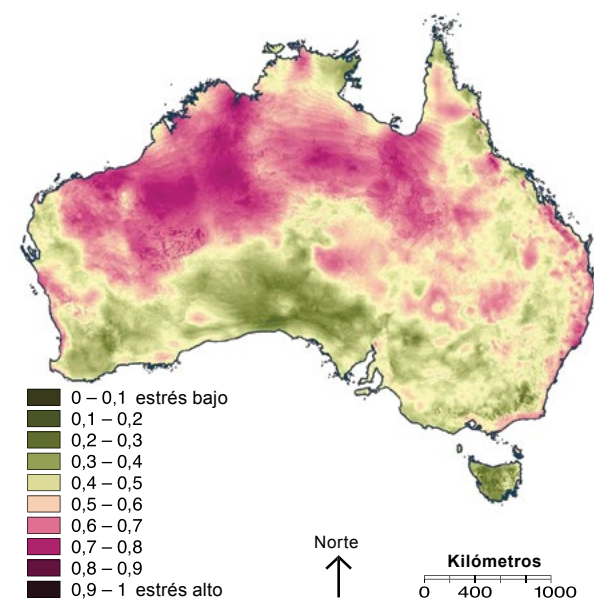 0 – 0,1 estrés bajo
0,1 – 0,2
0,2 – 0,3
0,3 – 0,4
0,4 – 0,5
0,5 – 0,6
0,6 – 0,7
0,7 – 0,8
0,8 – 0,9
0,9 – 1 estrés alto
Norte
Kilómetros
0 400 1000